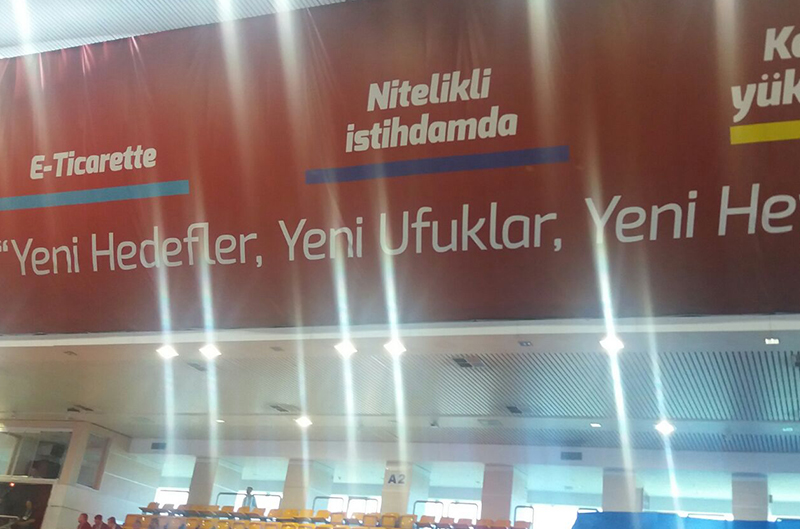 E-Ticarette
Nitelikli
istihdamda
"Yeni Hedefler, Yeni Ufuklar, Yeni
A2